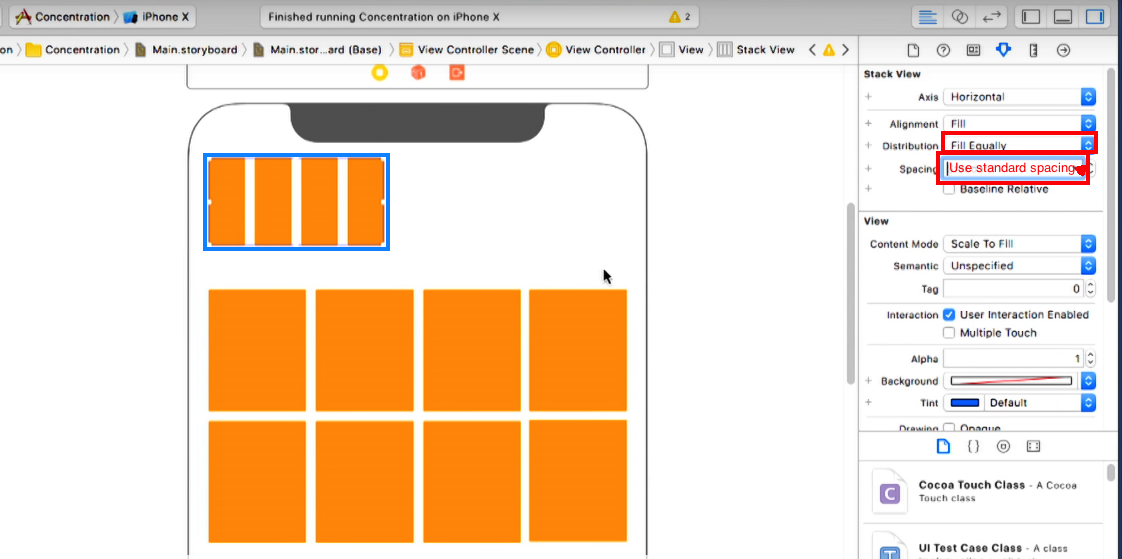 Concentration 〉 iPhone X
Finished running Concentration on iPhone X
2
on 〉 Concentration 〉 Main.storyboard 〉 Main.stor...ard (Base) 〉 View Controller Scene 〉 View Controller 〉 View 〉 Stack View
Stack View
+ Axis Horizontal
+ Alignment Fill
+ Distribution Fill Equally
+ Spacing Use standard spacing
+ Baseline Relative
View
Content Mode Scale To Fill
Semantic Unspecified
Tag 0
Interaction User Interaction Enabled
Multiple Touch
Alpha 1
+ Background
+ Tint Default
Drawing Opaque
{ }
C
Cocoa Touch Class - A Cocoa
Touch class
T
UI Test Case Class - A class